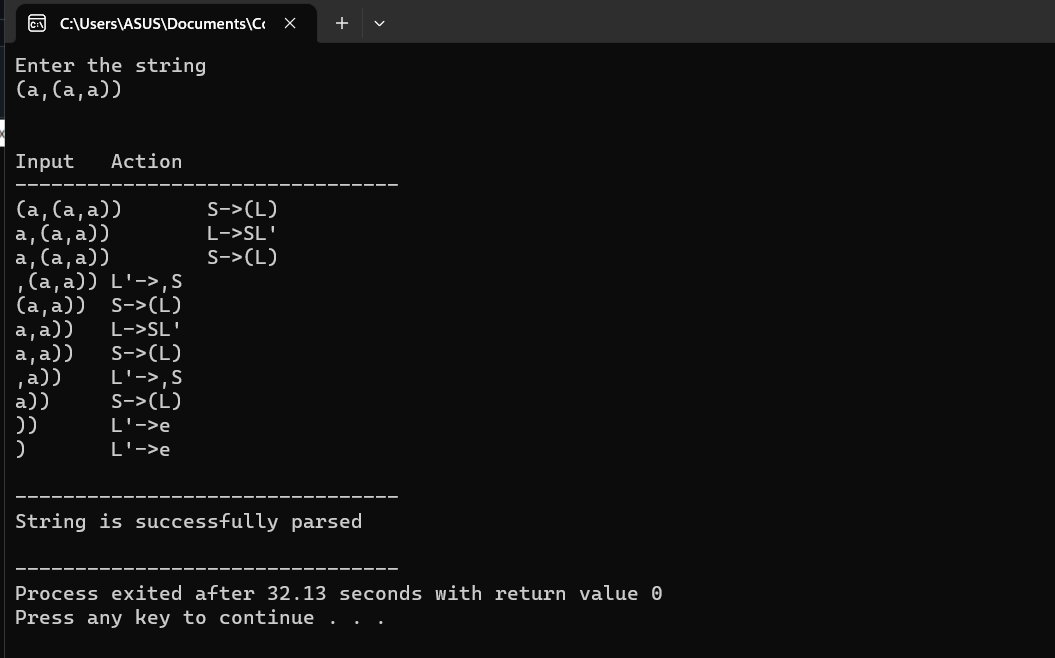 C:\Users\ASUS\Documents\Co
Enter the string
(a,(a,a))
Input   Action
--------------------------------
(a,(a,a))       S->(L)
a,(a,a))        L->SL'
a,(a,a))        S->(L)
,(a,a)) L'->,S
(a,a))  S->(L)
a,a))   L->SL'
a,a))   S->(L)
,a))    L'->,S
a))     S->(L)
))      L'->e
)       L'->e
--------------------------------
String is successfully parsed
--------------------------------
Process exited after 32.13 seconds with return value 0
Press any key to continue . . .